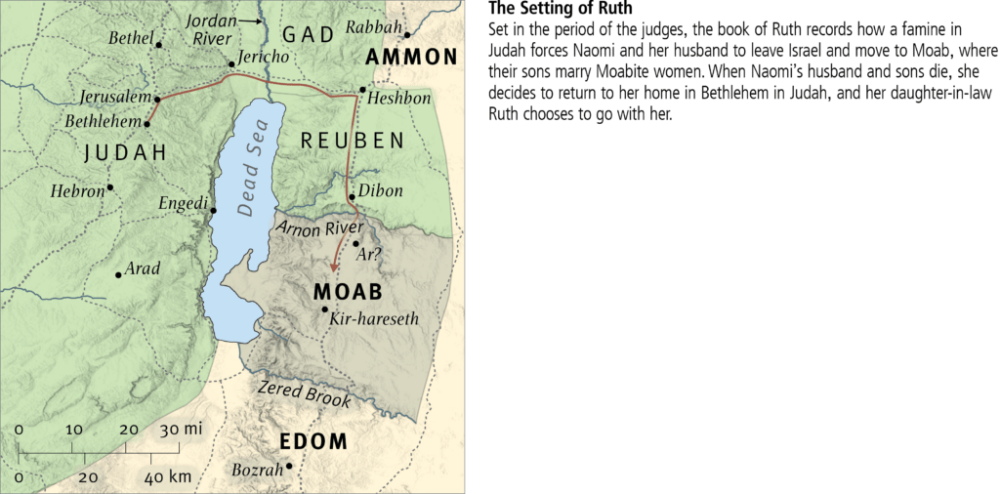 The Setting of Ruth
Set in the period of the judges, the book of Ruth records how a famine in
Judah forces Naomi and her husband to leave Israel and move to Moab, where
their sons marry Moabite women. When Naomi’s husband and sons die, she
decides to return to her home in Bethlehem in Judah, and her daughter-in-law
Ruth chooses to go with her.
Jordan
River
GAD
Rabbah
Bethel
AMMON
Jericho
Jerusalem
Heshbon
Bethlehem
JUDAH
REUBEN
Dead Sea
Hebron
Dibon
Engedi
Arnon River
Ar?
Arad
MOAB
Kir-hareseth
Zered Brook
EDOM
Bozrah
0 10 20 30 mi
0 20 40 km